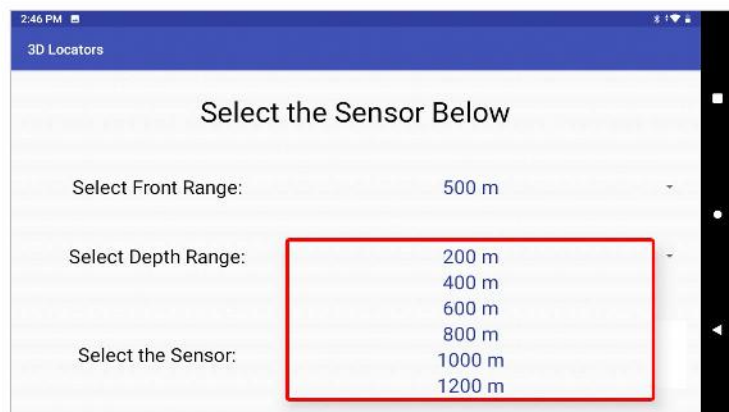 2:46 PM
3D Locators
Select the Sensor Below
Select Front Range: 500 m
Select Depth Range: 200 m
400 m
600 m
800 m
Select the Sensor: 1000 m
1200 m